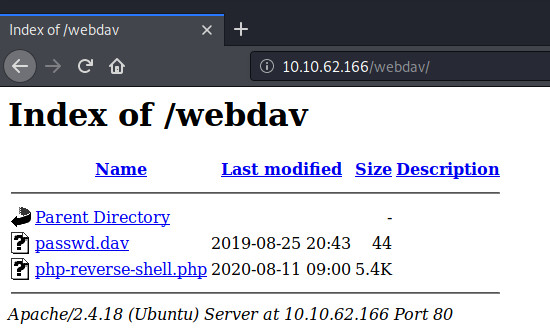 Index of /webdav
10.10.62.166/webdav/
Index of /webdav
Name Last modified Size Description
Parent Directory -
passwd.dav 2019-08-25 20:43 44
php-reverse-shell.php 2020-08-11 09:00 5.4K
Apache/2.4.18 (Ubuntu) Server at 10.10.62.166 Port 80